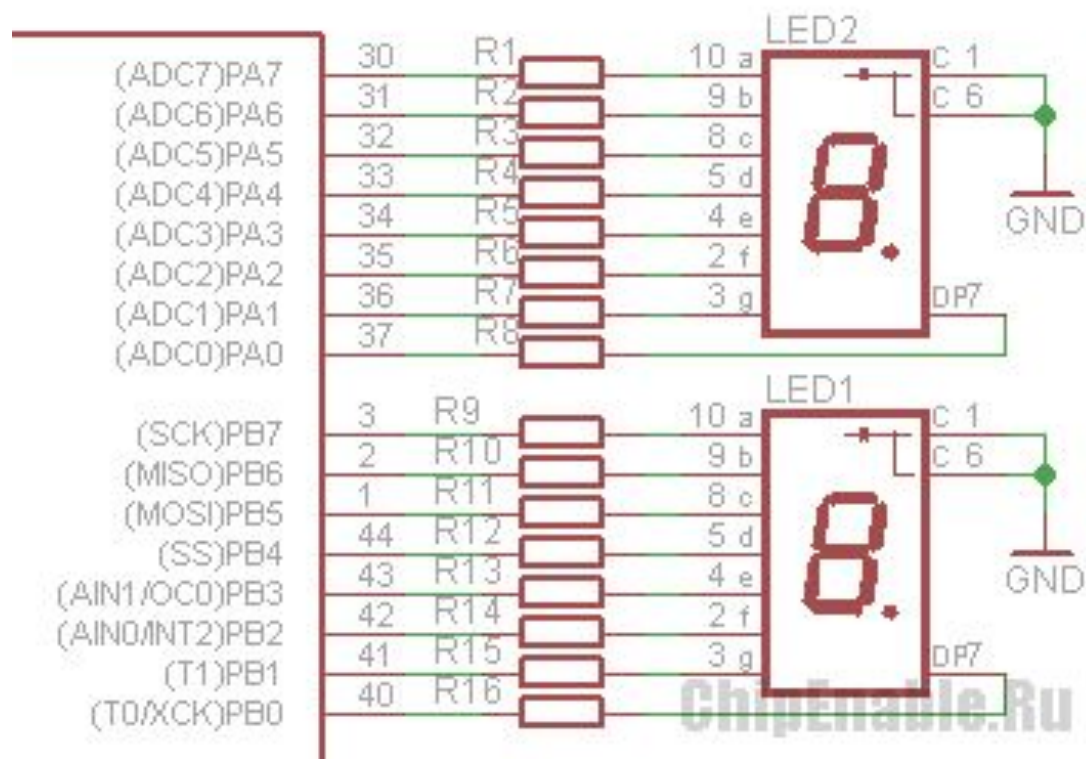 LED2
(ADC7)PA7 30 R1 10 a C 1
(ADC6)PA6 31 R2 9 b C 6
(ADC5)PA5 32 R3 8 c
(ADC4)PA4 33 R4 5 d
(ADC3)PA3 34 R5 4 e GND
(ADC2)PA2 35 R6 2 f
(ADC1)PA1 36 R7 3 g DP7
(ADC0)PA0 37 R8
LED1
(SCK)PB7 3 R9 10 a C 1
(MISO)PB6 2 R10 9 b C 6
(MOSI)PB5 1 R11 8 c
(SS)PB4 44 R12 5 d
(AIN1/OC0)PB3 43 R13 4 e GND
(AIN0/INT2)PB2 42 R14 2 f
(T1)PB1 41 R15 3 g DP7
(T0/XCK)PB0 40 R16
ChipEnable.Ru